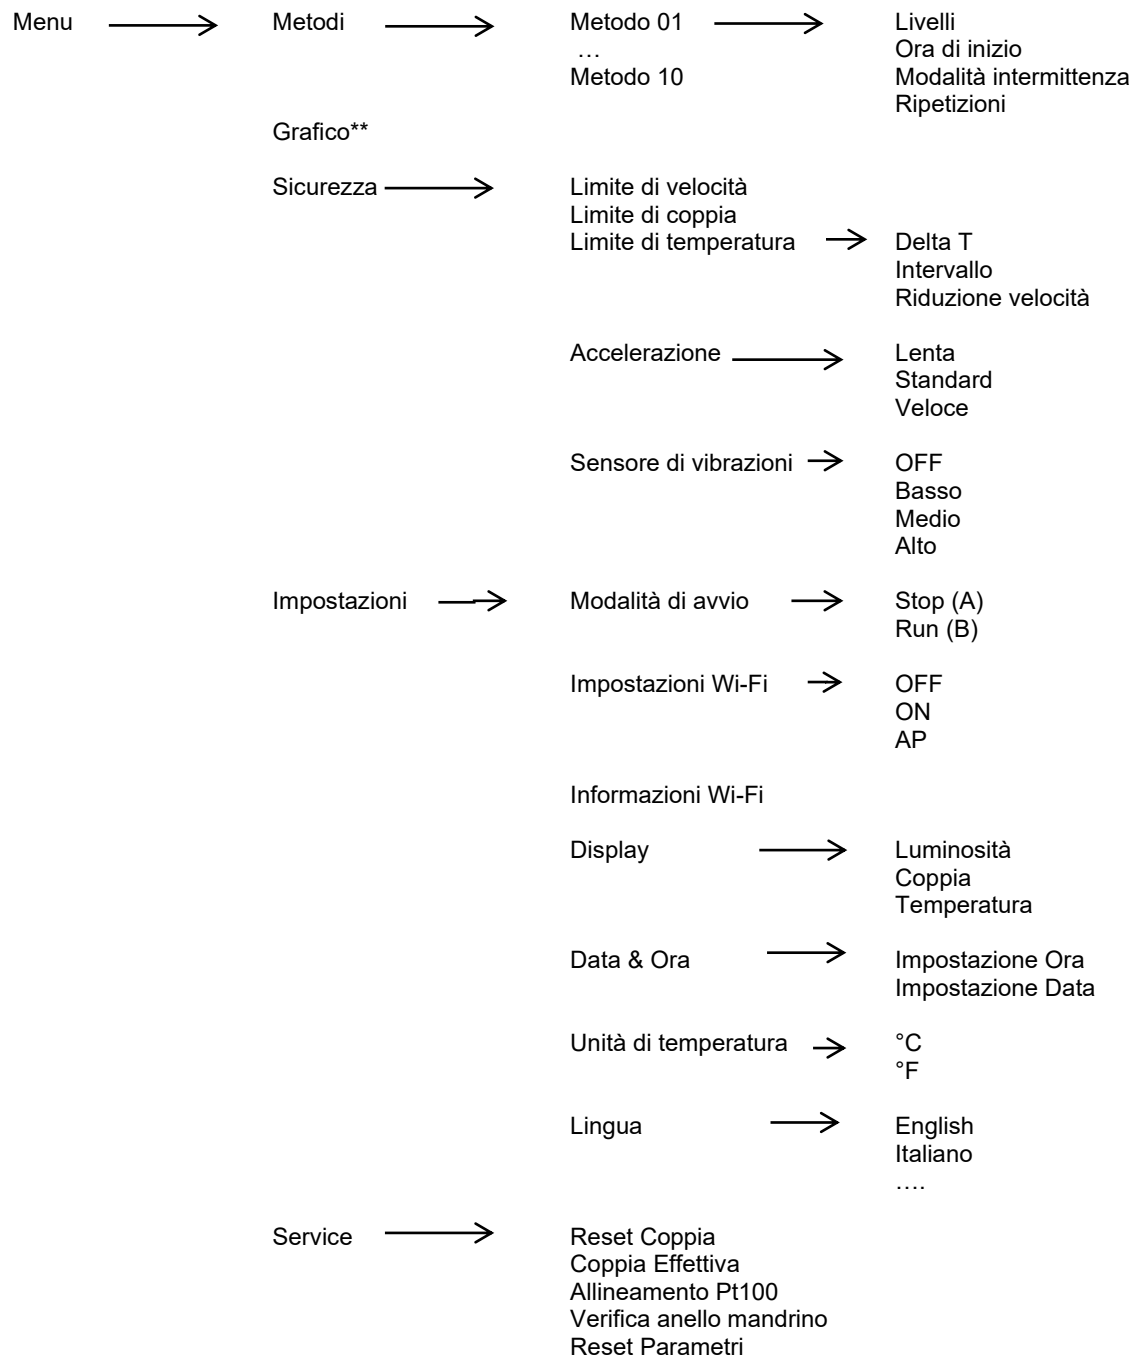 Menu Metodi Metodo 01 Livelli
… Ora di inizio
Metodo 10 Modalità intermittenza
Ripetizioni
Grafico**
Sicurezza Limite di velocità
Limite di coppia
Limite di temperatura Delta T
Intervallo
Riduzione velocità
Accelerazione Lenta
Standard
Veloce
Sensore di vibrazioni OFF
Basso
Medio
Alto
Impostazioni Modalità di avvio Stop (A)
Run (B)
Impostazioni Wi-Fi OFF
ON
AP
Informazioni Wi-Fi
Display Luminosità
Coppia
Temperatura
Data & Ora Impostazione Ora
Impostazione Data
Unità di temperatura °C
°F
Lingua English
Italiano
….
Service Reset Coppia
Coppia Effettiva
Allineamento Pt100
Verifica anello mandrino
Reset Parametri